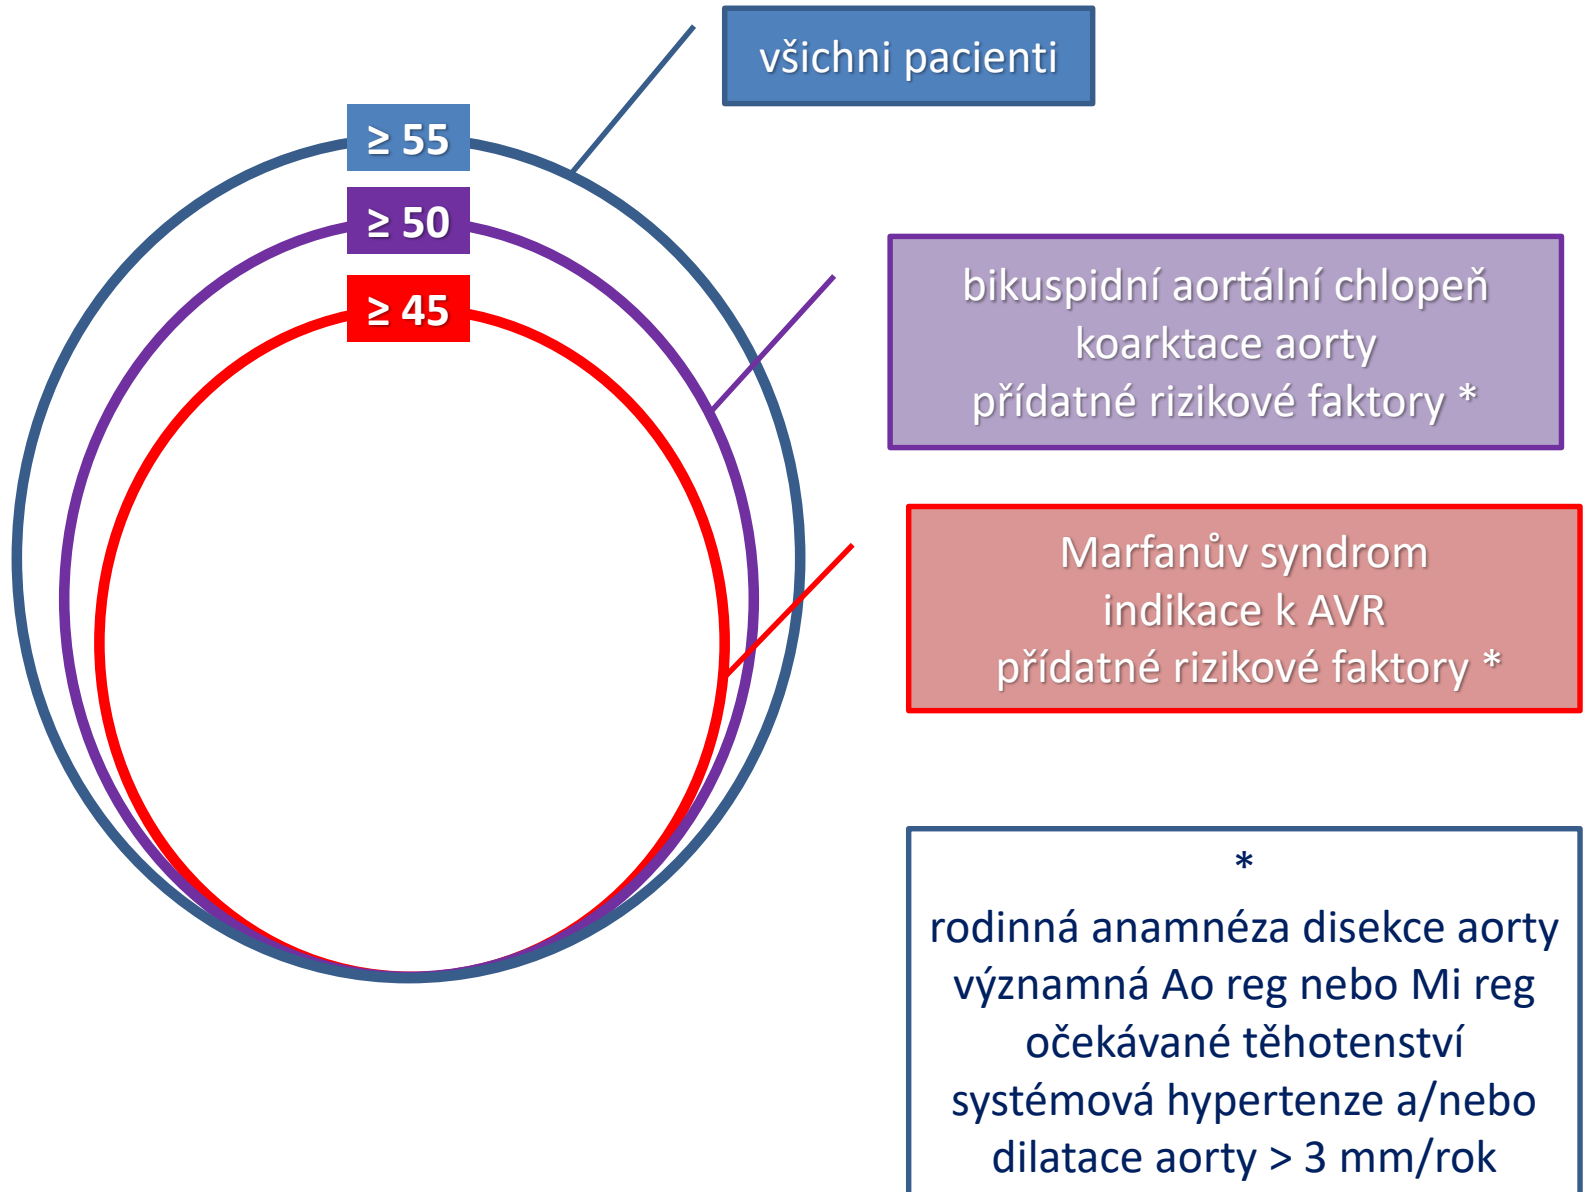 všichni pacienti
≥ 55
≥ 50
≥ 45
bikuspidní aortální chlopeň
koarktace aorty
přídatné rizikové faktory *
Marfanův syndrom
indikace k AVR
přídatné rizikové faktory *
*
rodinná anamnéza disekce aorty
významná Ao reg nebo Mi reg
očekávané těhotenství
systémová hypertenze a/nebo
dilatace aorty > 3 mm/rok